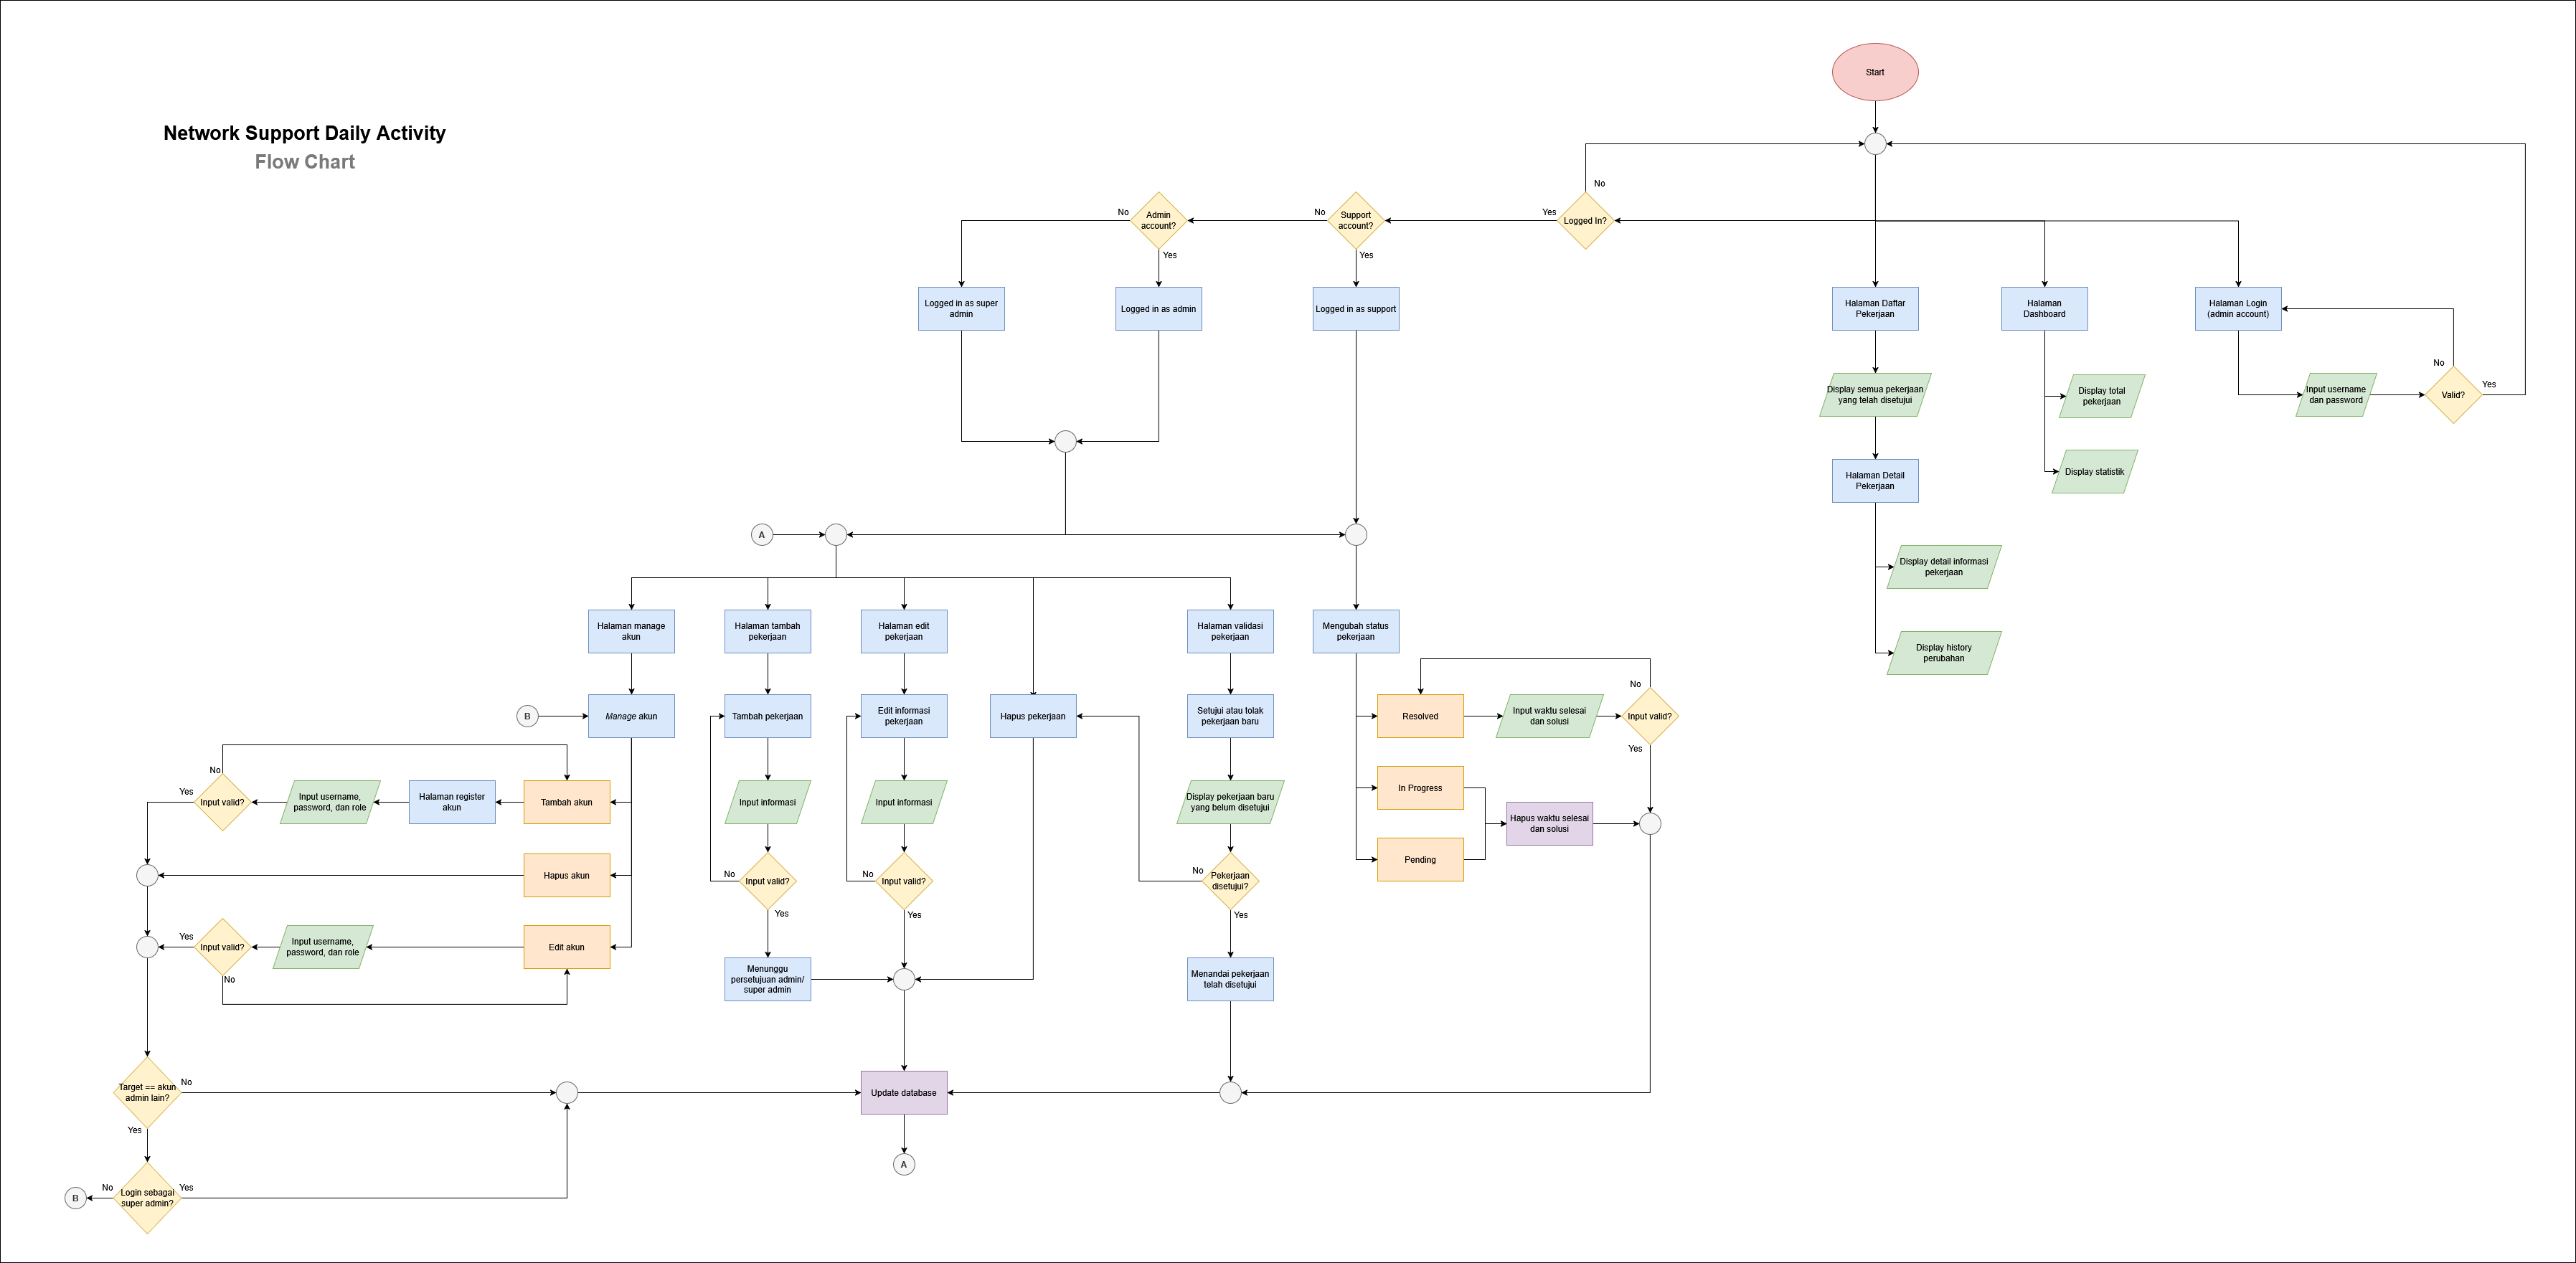 Start
Network Support Daily Activity
Flow Chart
No
No
Admin
account?
No
Support
account?
Yes
Logged In?
Yes
Yes
Logged in as super
admin
Logged in as admin
Logged in as support
Halaman Daftar
Pekerjaan
Halaman
Dashboard
Halaman Login
(admin account)
Display semua pekerjaan
yang telah disetujui
Display total
pekerjaan
Input username
dan password
No
Valid?
Yes
Display statistik
Halaman Detail
Pekerjaan
A
Display detail informasi
pekerjaan
Display history
perubahan
Halaman manage
akun
Halaman tambah
pekerjaan
Halaman edit
pekerjaan
Halaman validasi
pekerjaan
Mengubah status
pekerjaan
B
Manage akun
Tambah pekerjaan
Edit informasi
pekerjaan
Hapus pekerjaan
Setujui atau tolak
pekerjaan baru
Resolved
Input waktu selesai
dan solusi
No
Input valid?
Yes
No
Yes
Input valid?
Input username,
password, dan role
Halaman register
akun
Tambah akun
Input informasi
Input informasi
Display pekerjaan baru
yang belum disetujui
In Progress
Hapus waktu selesai
dan solusi
Pending
Hapus akun
No
Input valid?
Yes
No
Input valid?
Yes
No
Pekerjaan
disetujui?
Yes
Yes
Input valid?
No
Input username,
password, dan role
Edit akun
Menunggu
persetujuan admin/
super admin
Menandai pekerjaan
telah disetujui
Target == akun
admin lain?
No
Yes
Update database
A
B
No
Login sebagai
super admin?
Yes